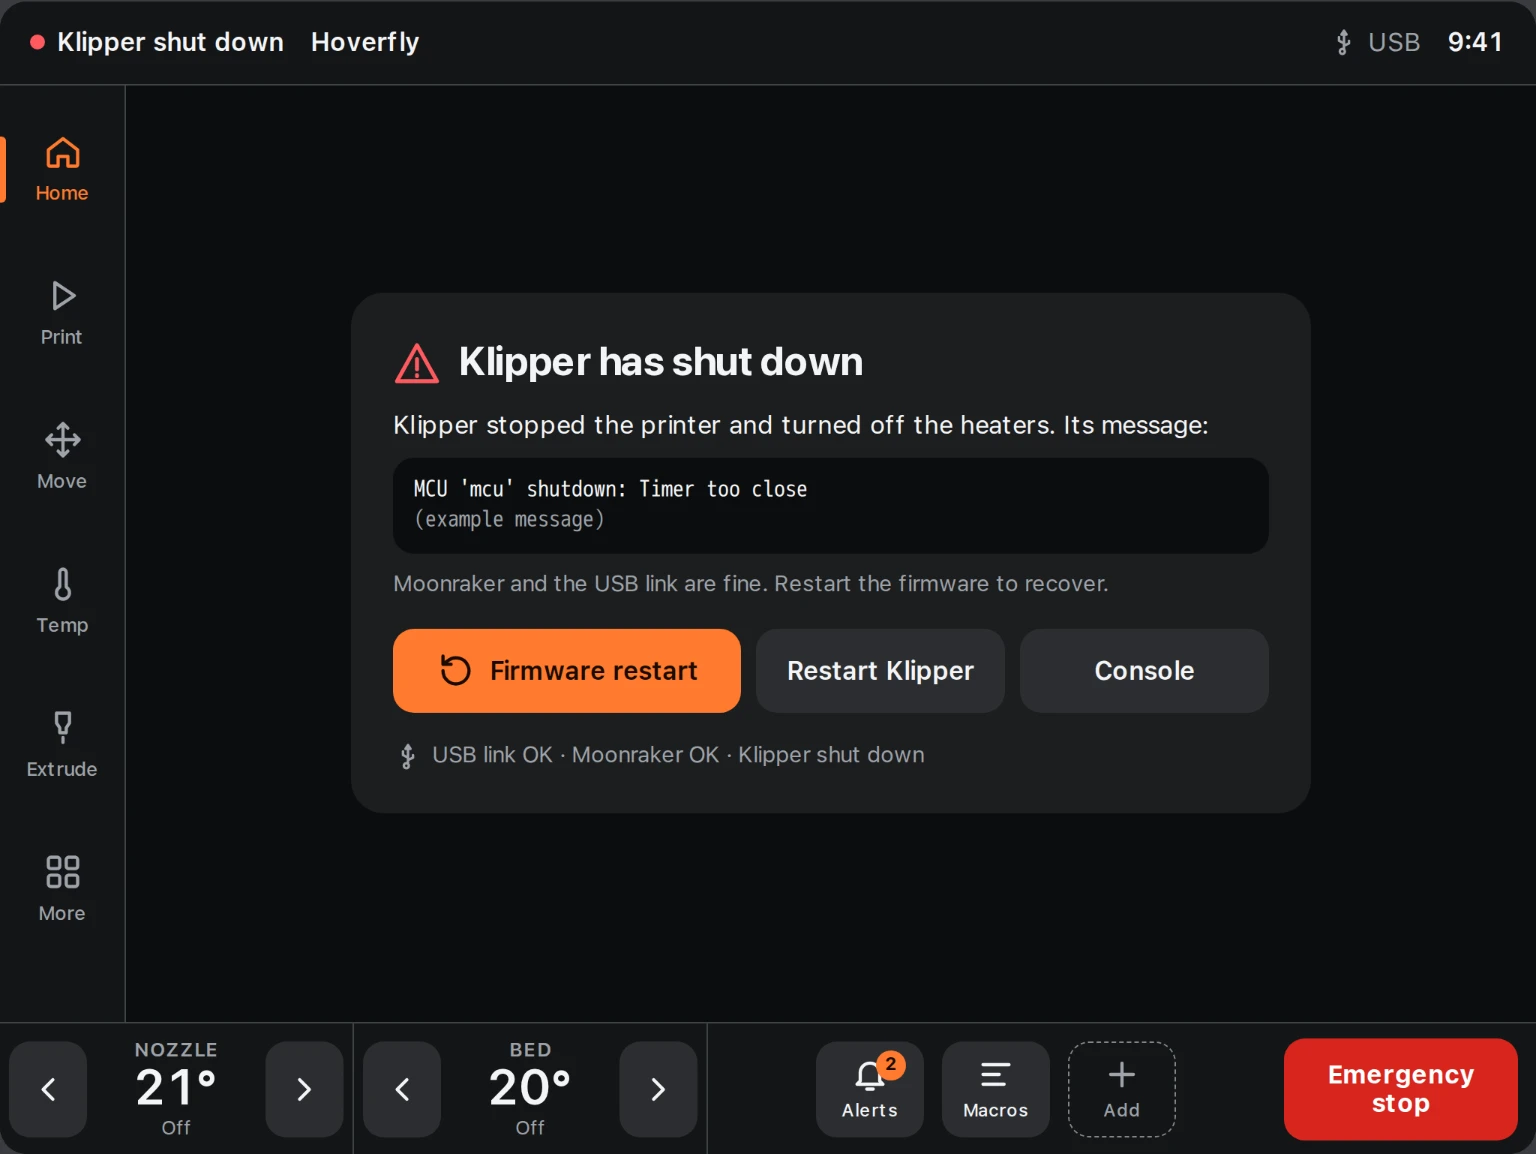 Klipper shut down Hoverfly
USB 9:41
Home
Print
Move
Temp
Extrude
More
Klipper has shut down
Klipper stopped the printer and turned off the heaters. Its message:
MCU 'mcu' shutdown: Timer too close
(example message)
Moonraker and the USB link are fine. Restart the firmware to recover.
Firmware restart
Restart Klipper
Console
USB link OK · Moonraker OK · Klipper shut down
NOZZLE
21°
Off
BED
20°
Off
2
Alerts
Macros
Add
Emergency
stop